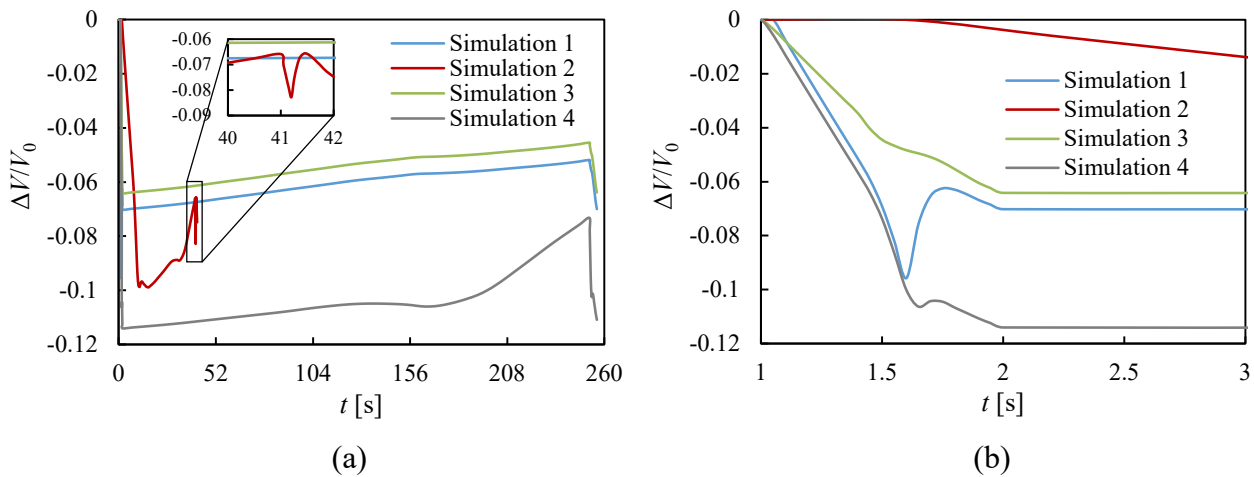 0
-0.02
-0.04
-0.06
-0.08
-0.1
-0.12
ΔV/V0
0 52 104 156 208 260
t [s]
-0.06
-0.07
-0.08
-0.09
40 41 42
Simulation 1
Simulation 2
Simulation 3
Simulation 4
(a)
0
-0.02
-0.04
-0.06
-0.08
-0.1
-0.12
ΔV/V0
1 1.5 2 2.5 3
t [s]
Simulation 1
Simulation 2
Simulation 3
Simulation 4
(b)